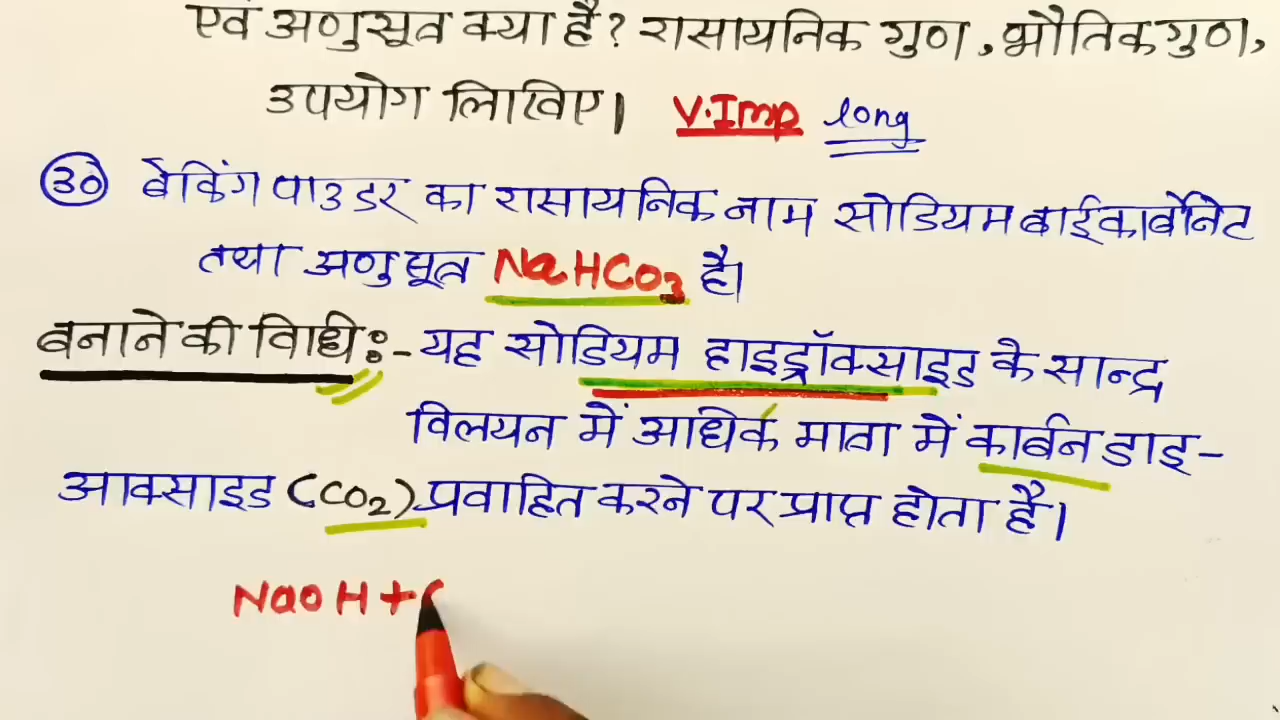 एवं अणुसूत्र क्या है? रासायनिक गुण, भौतिक गुण,
उपयोग लिखिए। V.Imp long
30 बेकिंग पाउडर का रासायनिक नाम सोडियम बाईकार्बोनेट
तथा अणुसूत्र NaHCO3 है।
बनाने की विधि:- यह सोडियम हाइड्रॉक्साइड के सान्द्र
विलयन में अधिक मात्रा में कार्बन डाइ-
आक्साइड (CO2) प्रवाहित करने पर प्राप्त होता है।
NaOH + C